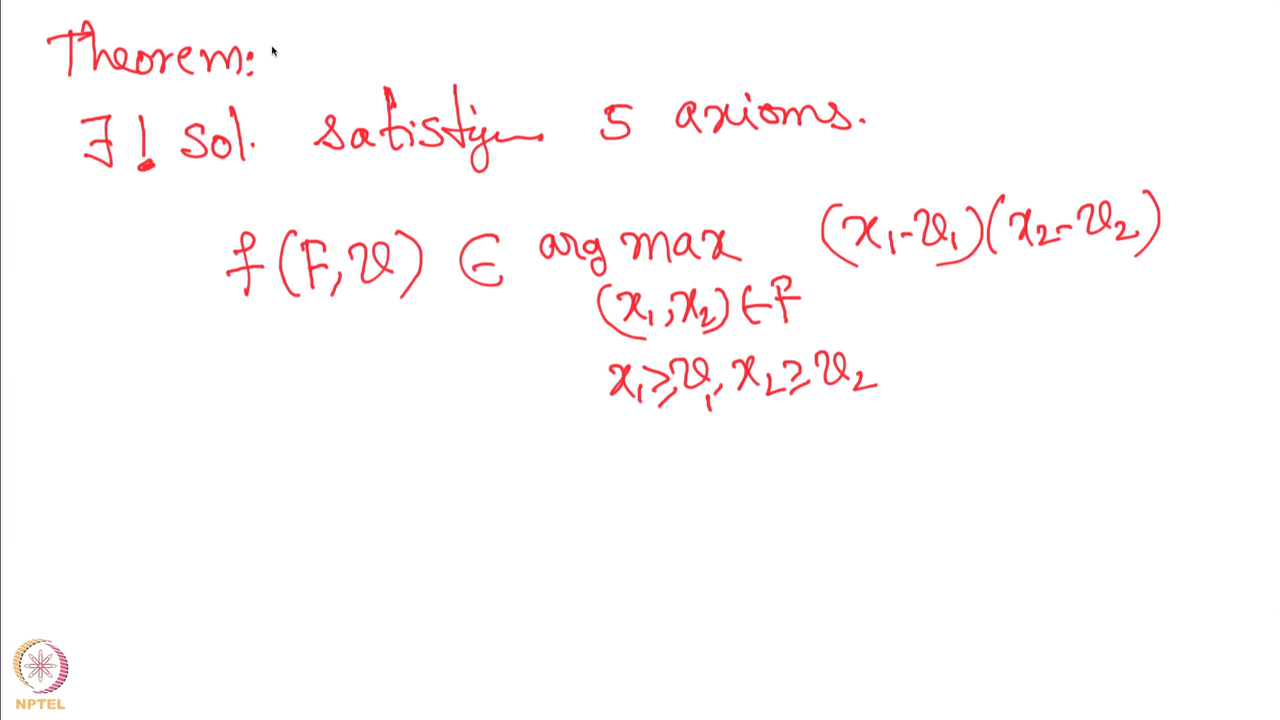 Theorem:
∃! Sol. satisfying 5 axioms.
f(F,v) ∈ arg max (x₁-v₁)(x₂-v₂)
(x₁,x₂)∈F
x₁≥v₁, x₂≥v₂
NPTEL